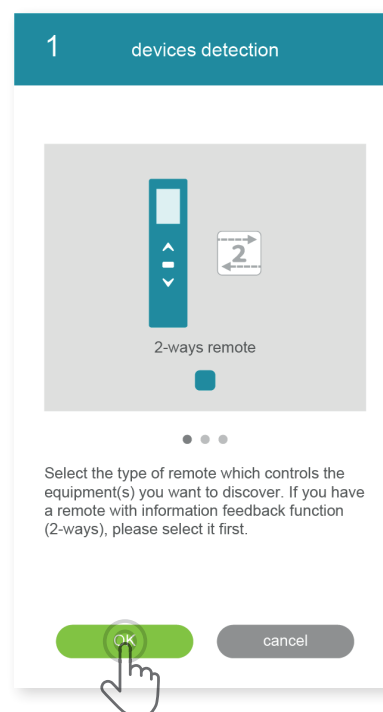 1 devices detection
2
2-ways remote
Select the type of remote which controls the
equipment(s) you want to discover. If you have
a remote with information feedback function
(2-ways), please select it first.
OK cancel